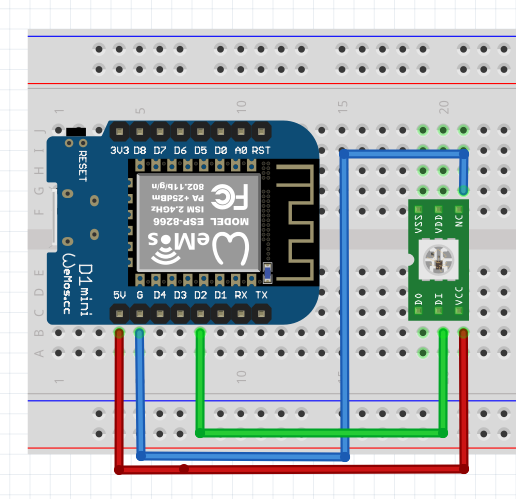 1 5 10 15 20
J
I
H
G
F
E
D
C
B
A
3V3 D8 D7 D6 D5 D0 A0 RST
RESET
WeMos
MODEL ESP-8266
ISM 2.4GHz
PA +25dBm
802.11b/g/n
FC
D1 mini
Wemos.cc
5V G D4 D3 D2 D1 RX TX
VSS VDD NC
DO DI VCC
1 10